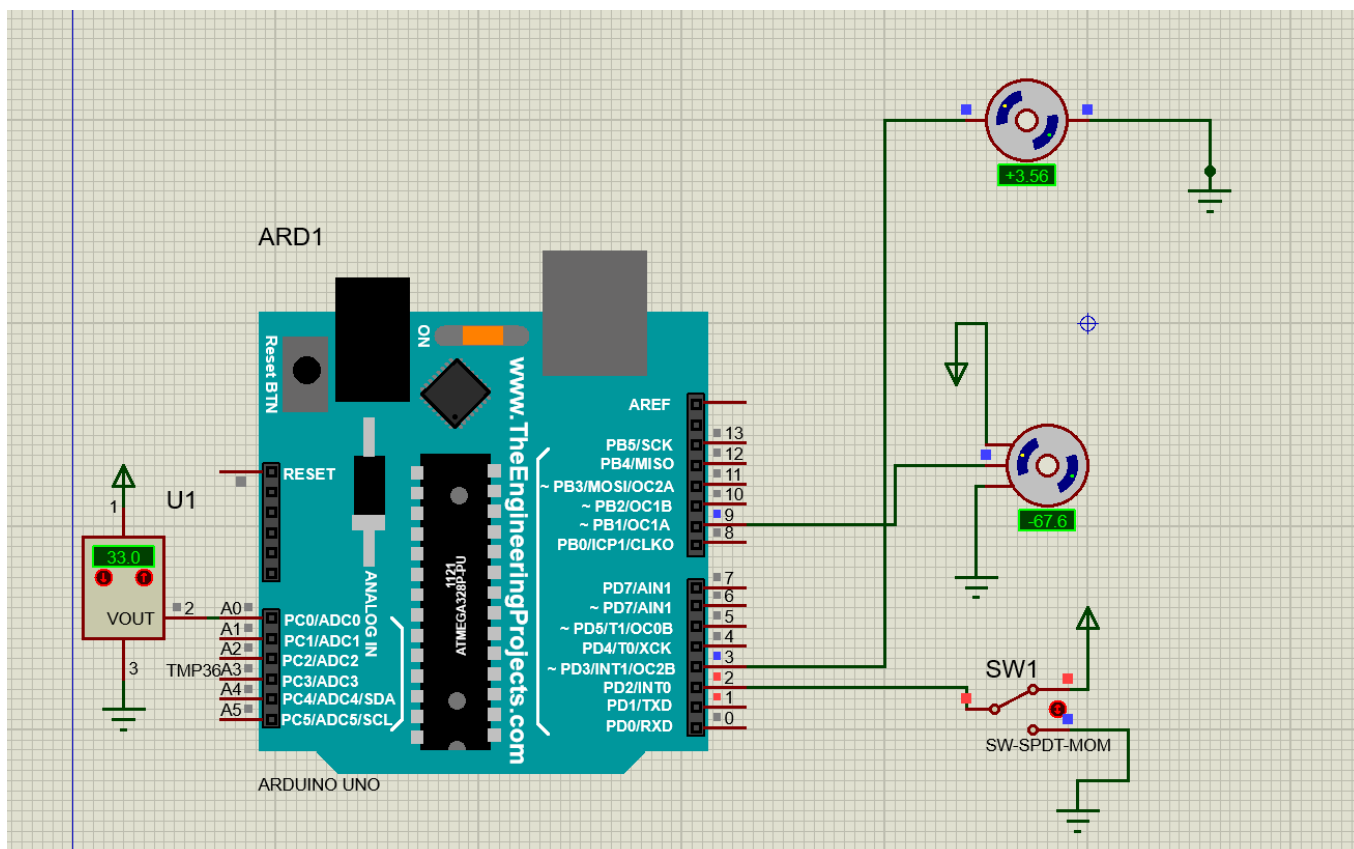 +3.56
ARD1
ON
Reset BTN
www.TheEngineeringProjects.com
AREF
13
PB5/SCK
12
PB4/MISO
11
~ PB3/MOSI/OC2A
10
~ PB2/OC1B
9
~ PB1/OC1A
8
PB0/ICP1/CLKO
RESET
U1
1
33.0
VOUT
2
3
TMP36
-67.6
1121
ATMEGA328P-PU
ANALOG IN
A0
PC0/ADC0
A1
PC1/ADC1
A2
PC2/ADC2
A3
PC3/ADC3
A4
PC4/ADC4/SDA
A5
PC5/ADC5/SCL
7
PD7/AIN1
6
~ PD7/AIN1
5
~ PD5/T1/OC0B
4
PD4/T0/XCK
3
~ PD3/INT1/OC2B
2
PD2/INT0
1
PD1/TXD
0
PD0/RXD
SW1
SW-SPDT-MOM
ARDUINO UNO